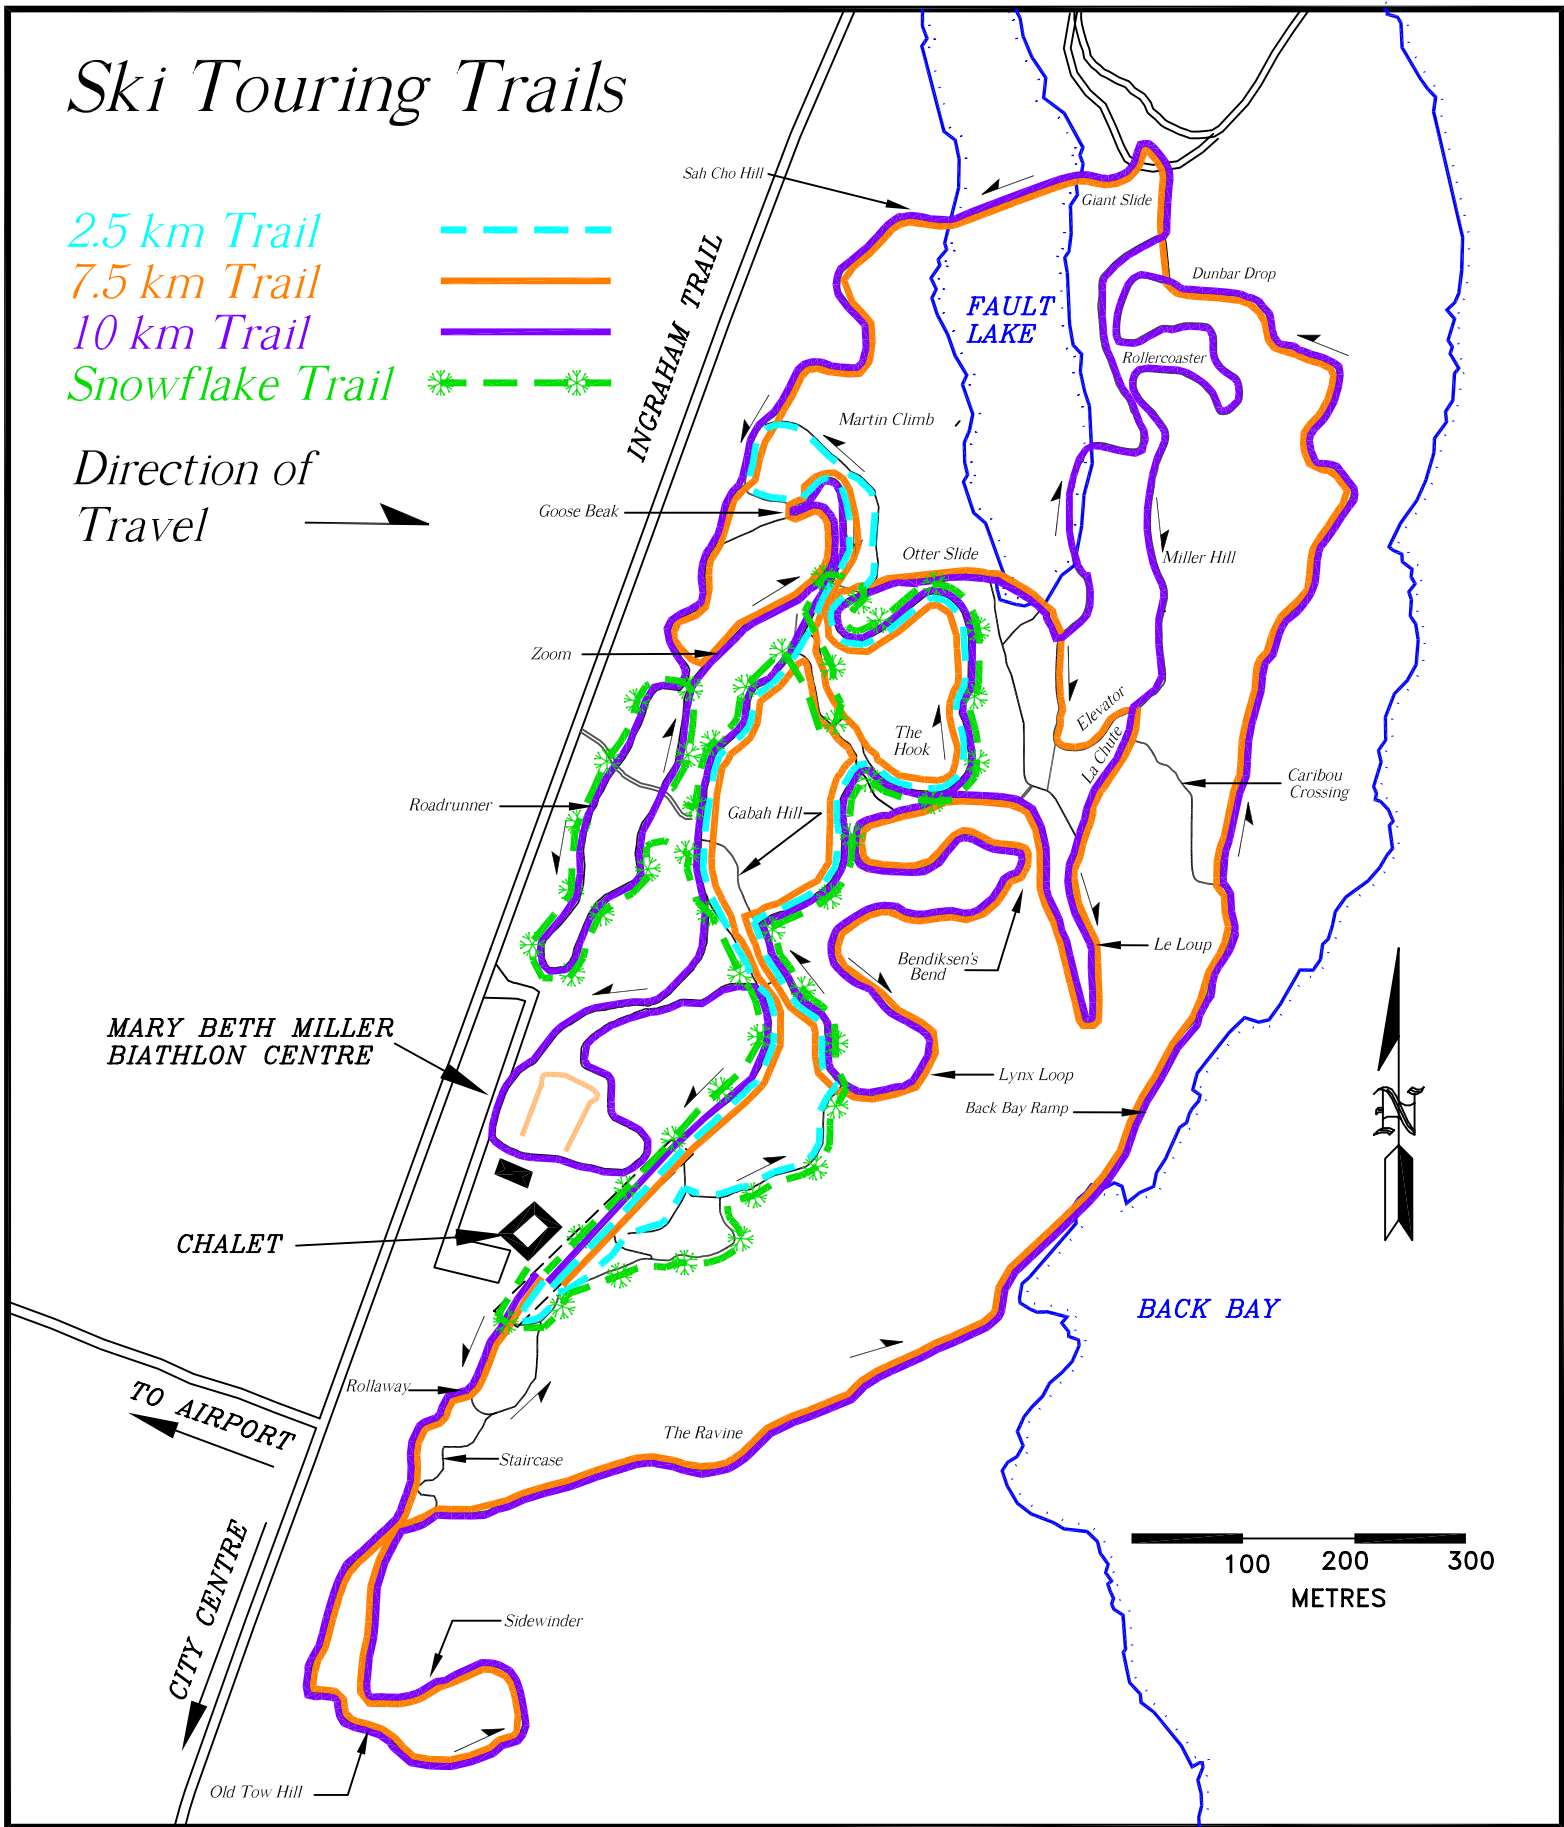 Ski Touring Trails
2.5 km Trail
7.5 km Trail
10 km Trail
Snowflake Trail
Direction of
Travel
INGRAHAM TRAIL
Sah Cho Hill
Giant Slide
Dunbar Drop
FAULT
LAKE
Rollercoaster
Martin Climb
Goose Beak
Otter Slide
Miller Hill
Zoom
Elevator
The
Hook
La Chute
Caribou
Crossing
Roadrunner
Gabah Hill
Bendiksen's
Bend
Le Loup
MARY BETH MILLER
BIATHLON CENTRE
Lynx Loop
Back Bay Ramp
N
CHALET
BACK BAY
Rollaway
TO AIRPORT
The Ravine
Staircase
CITY CENTRE
100 200 300
METRES
Sidewinder
Old Tow Hill